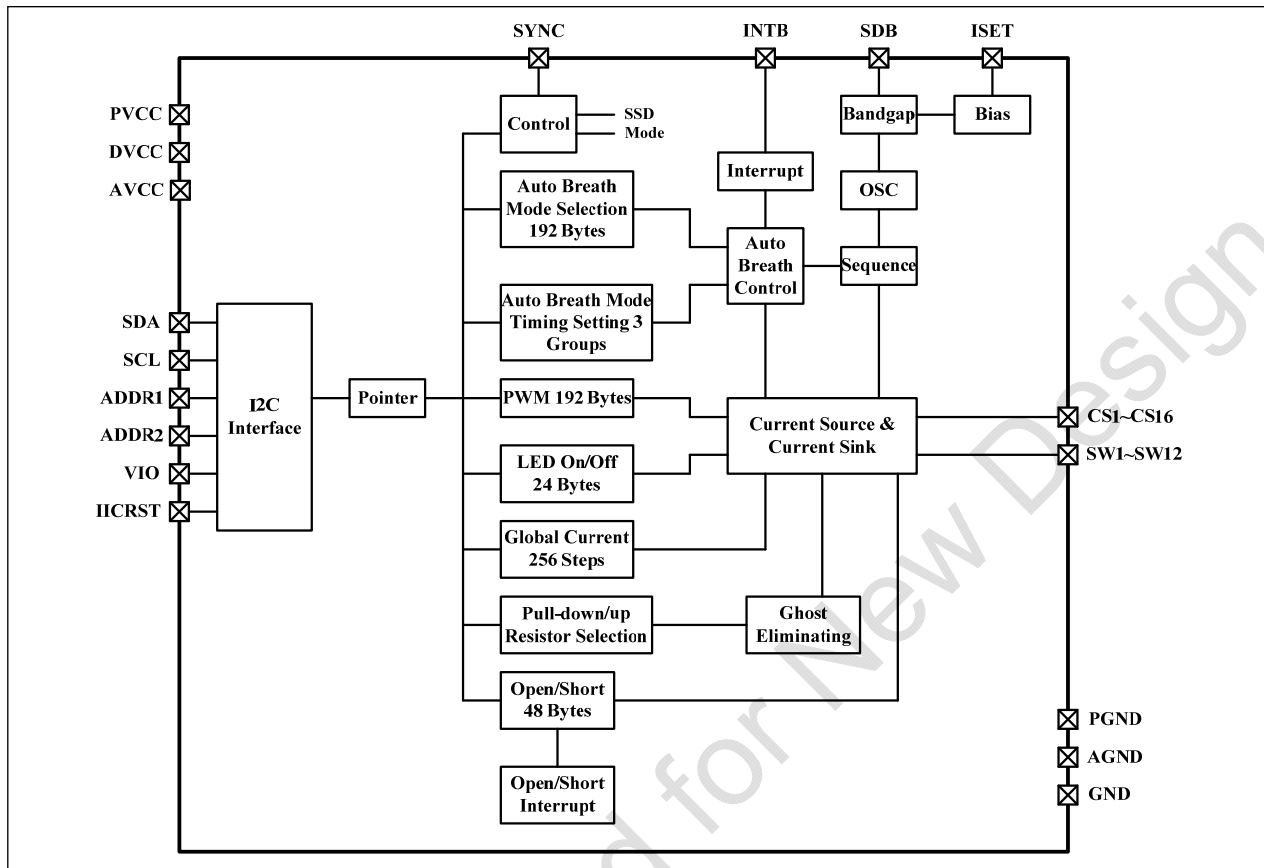 SYNC
INTB
SDB
ISET
PVCC
DVCC
AVCC
Control
SSD
Mode
Bandgap
Bias
Interrupt
OSC
Auto Breath
Mode Selection
192 Bytes
Auto
Breath
Control
Sequence
Auto Breath Mode
Timing Setting 3
Groups
SDA
SCL
ADDR1
ADDR2
VIO
IICRST
I2C
Interface
Pointer
PWM 192 Bytes
Current Source &
Current Sink
CS1~CS16
SW1~SW12
LED On/Off
24 Bytes
Global Current
256 Steps
Pull-down/up
Resistor Selection
Ghost
Eliminating
Open/Short
48 Bytes
Open/Short
Interrupt
PGND
AGND
GND
d for New Design